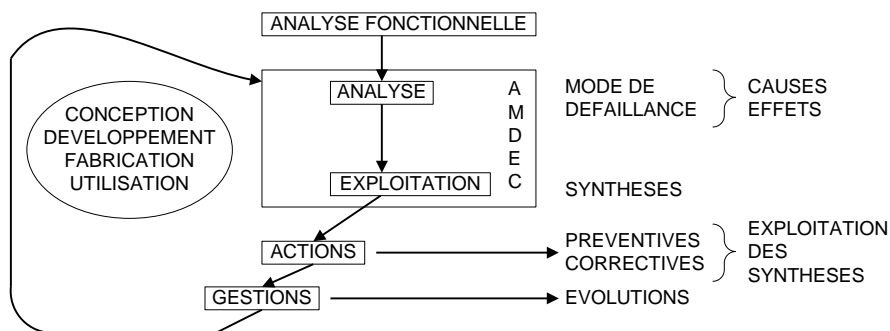 ANALYSE FONCTIONNELLE
ANALYSE
A
M
D
E
C
MODE DE
DEFAILLANCE
CAUSES
EFFETS
CONCEPTION
DEVELOPPEMENT
FABRICATION
UTILISATION
EXPLOITATION
SYNTHESES
ACTIONS
PREVENTIVES
CORRECTIVES
EXPLOITATION
DES
SYNTHESES
GESTIONS
EVOLUTIONS